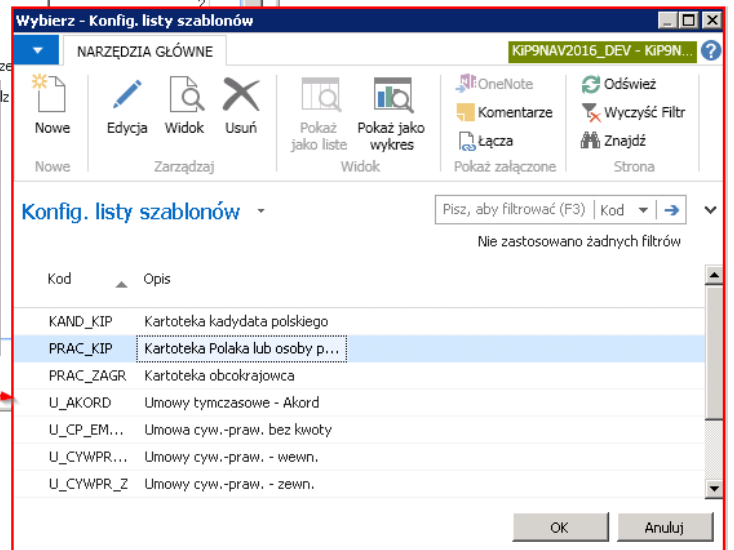 2
Wybierz - Konfig. listy szablonów
NARZĘDZIA GŁÓWNE
KiP9NAV2016_DEV - KiP9N...
ze
lz
Nowe
Edycja
Widok
Usuń
Pokaż jako liste
Pokaż jako wykres
OneNote
Komentarze
Łącza
Odśwież
Wyczyść Filtr
Znajdź
Nowe
Zarządzaj
Widok
Pokaż załączone
Strona
Konfig. listy szablonów
Pisz, aby filtrować (F3) | Kod
Nie zastosowano żadnych filtrów
Kod Opis
KAND_KIP Kartoteka kadydata polskiego
PRAC_KIP Kartoteka Polaka lub osoby p...
PRAC_ZAGR Kartoteka obcokrajowca
U_AKORD Umowy tymczasowe - Akord
U_CP_EM... Umowa cyw.-praw. bez kwoty
U_CYWPR... Umowy cyw.-praw. - wewn.
U_CYWPR_Z Umowy cyw.-praw. - zewn.
OK Anuluj